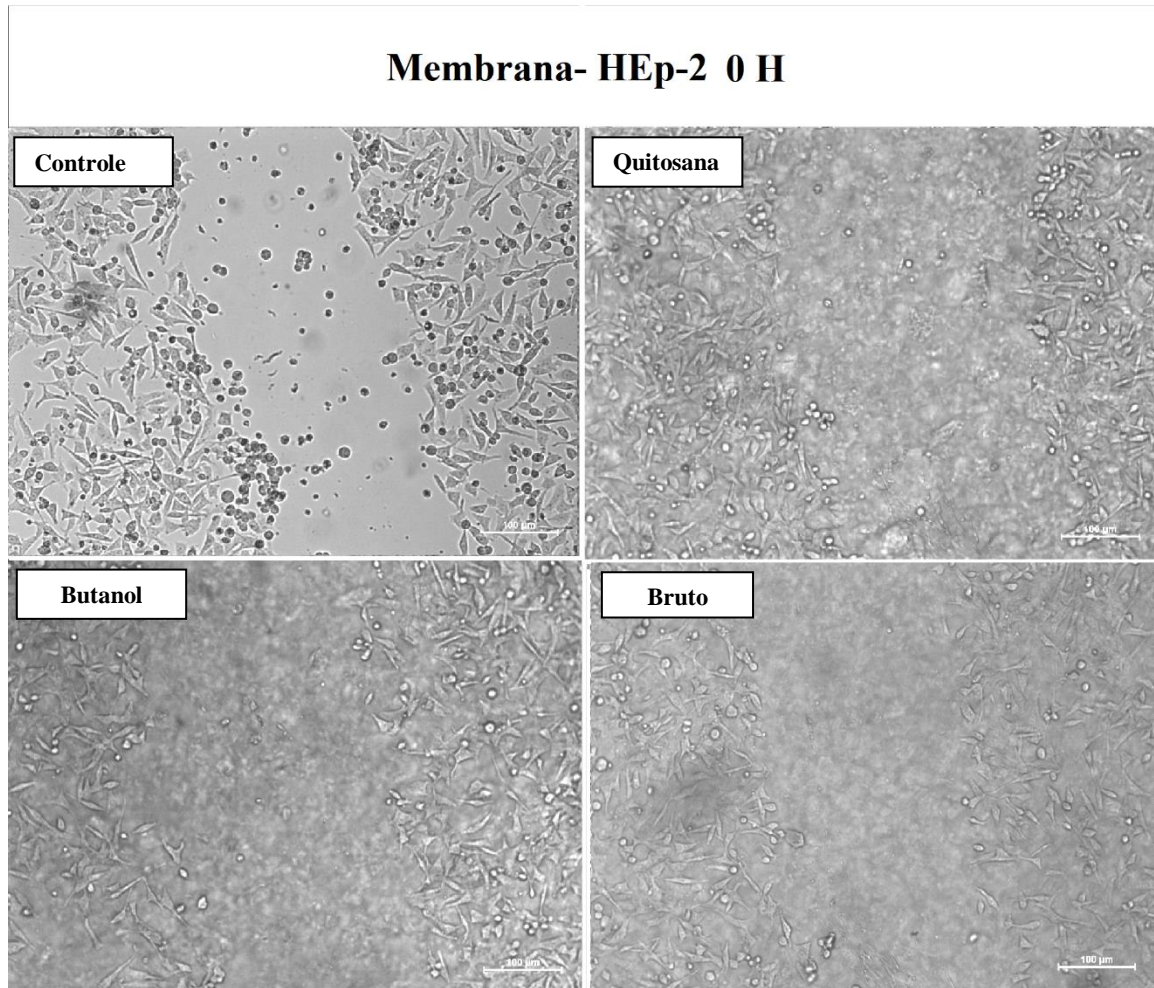 Membrana- HEp-2 0 H
Controle
Quitosana
100 µm
100 µm
Butanol
Bruto
100 µm
100 µm